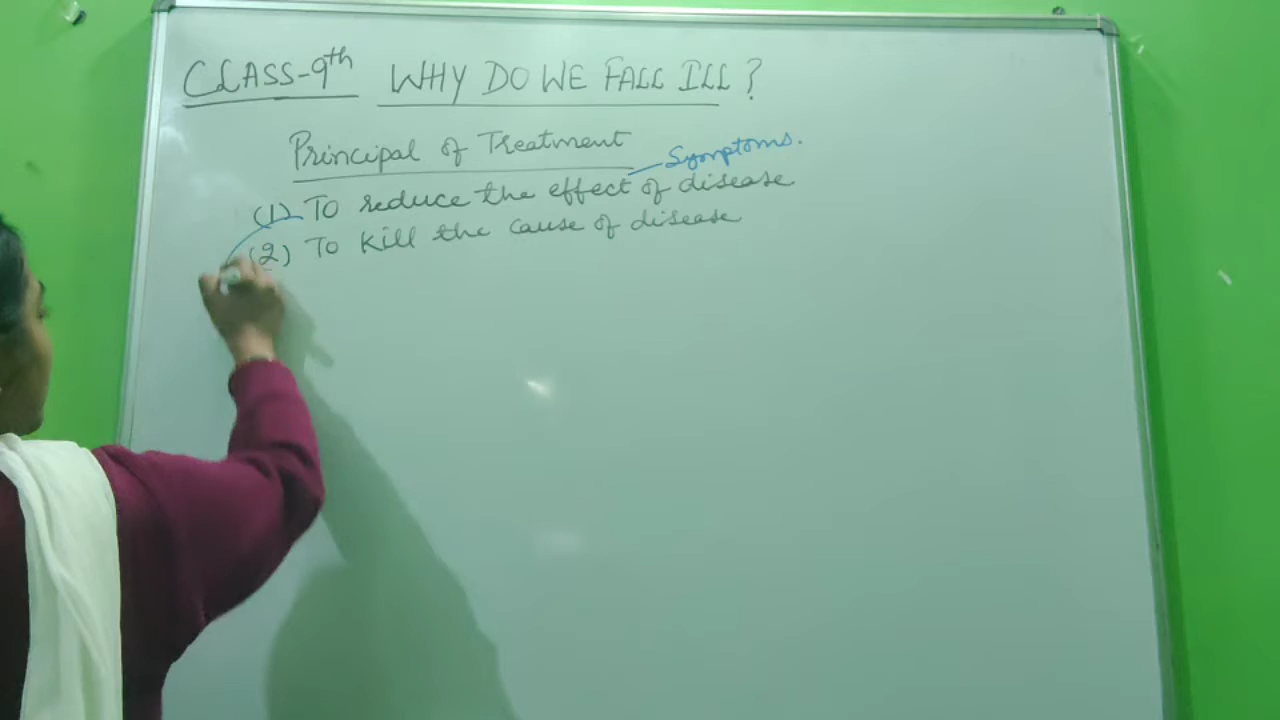 CLASS-9th WHY DO WE FALL ILL ?
Principal of Treatment
Symptoms.
(1) To reduce the effect of disease
(2) To kill the cause of disease